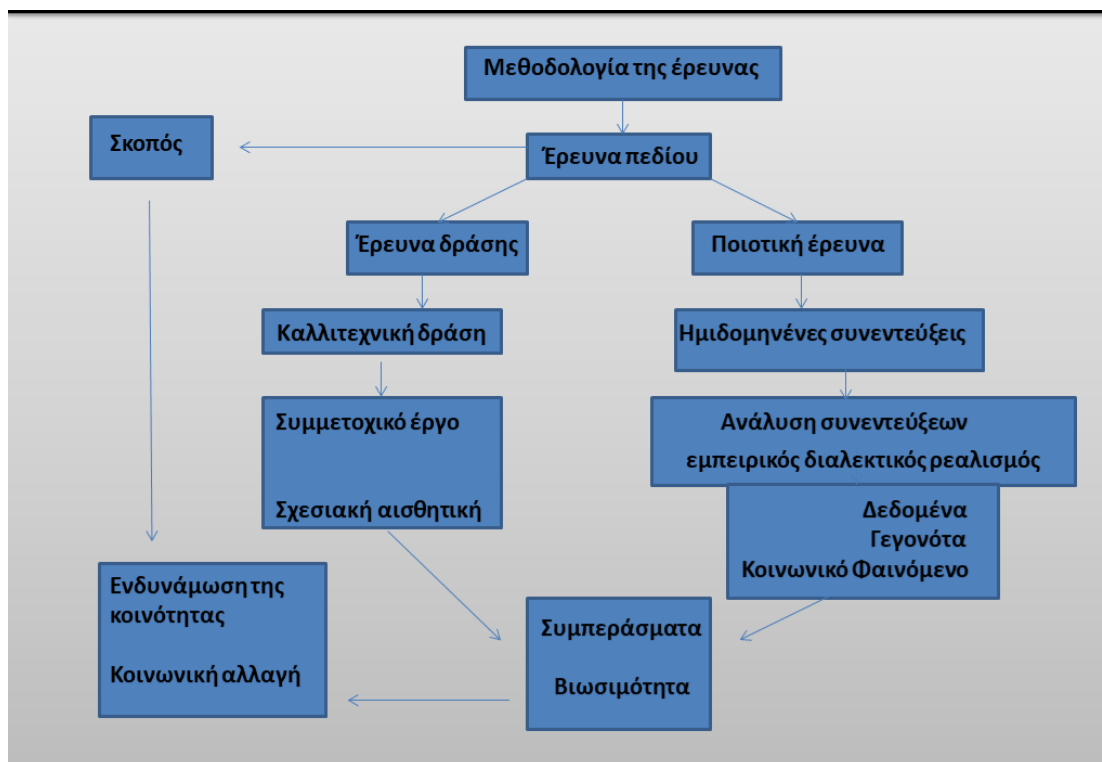 Μεθοδολογία της έρευνας
Σκοπός
Έρευνα πεδίου
Έρευνα δράσης
Ποιοτική έρευνα
Καλλιτεχνική δράση
Ημιδομηνένες συνεντεύξεις
Συμμετοχικό έργο
Σχεσιακή αισθητική
Ανάλυση συνεντεύξεων
εμπειρικός διαλεκτικός ρεαλισμός
Δεδομένα
Γεγονότα
Κοινωνικό Φαινόμενο
Ενδυνάμωση της
κοινότητας
Κοινωνική αλλαγή
Συμπεράσματα
Βιωσιμότητα